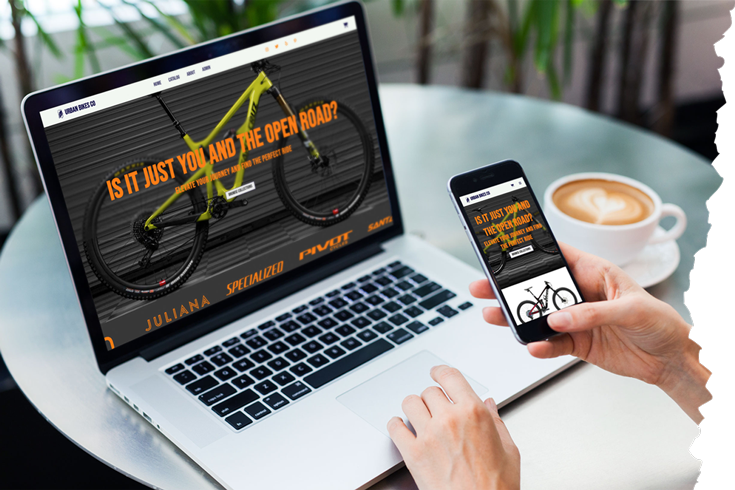 URBAN BIKES CO
HOME CATALOG ABOUT
IS IT JUST YOU AND THE OPEN ROAD?
ELEVATE YOUR JOURNEY AND FIND THE PERFECT RIDE
JULIANA
SPECIALIZED
PIVOT
SANTA
URBAN BIKES CO
IS IT JUST YOU AND
THE OPEN ROAD?
ELEVATE YOUR JOURNEY AND FIND
THE PERFECT RIDE